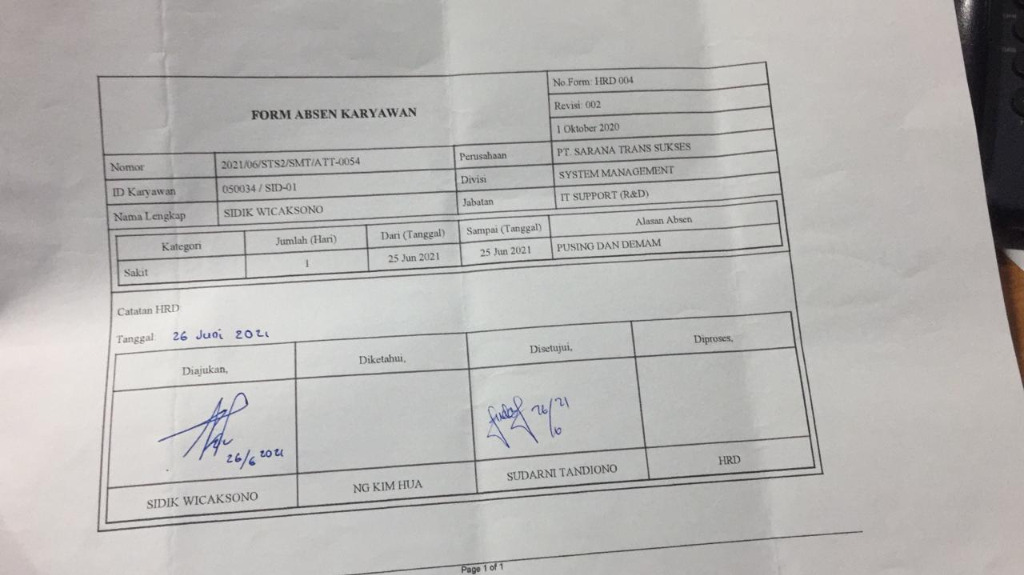 FORM ABSEN KARYAWAN
No.Form: HRD 004
Revisi: 002
1 Oktober 2020
Nomor 2021/06/STS2/SMT/ATT-0054 Perusahaan PT. SARANA TRANS SUKSES
ID Karyawan 050034 / SID-01 Divisi SYSTEM MANAGEMENT
Nama Lengkap SIDIK WICAKSONO Jabatan IT SUPPORT (R&D)
Kategori Jumlah (Hari) Dari (Tanggal) Sampai (Tanggal) Alasan Absen
Sakit 1 25 Jun 2021 25 Jun 2021 PUSING DAN DEMAM
Catatan HRD:
Tanggal: 26 Juni 2021
Diajukan, Diketahui, Disetujui, Diproses,
26/6 2021 26/6 21
SIDIK WICAKSONO NG KIM HUA SUDARNI TANDIONO HRD
Page 1 of 1